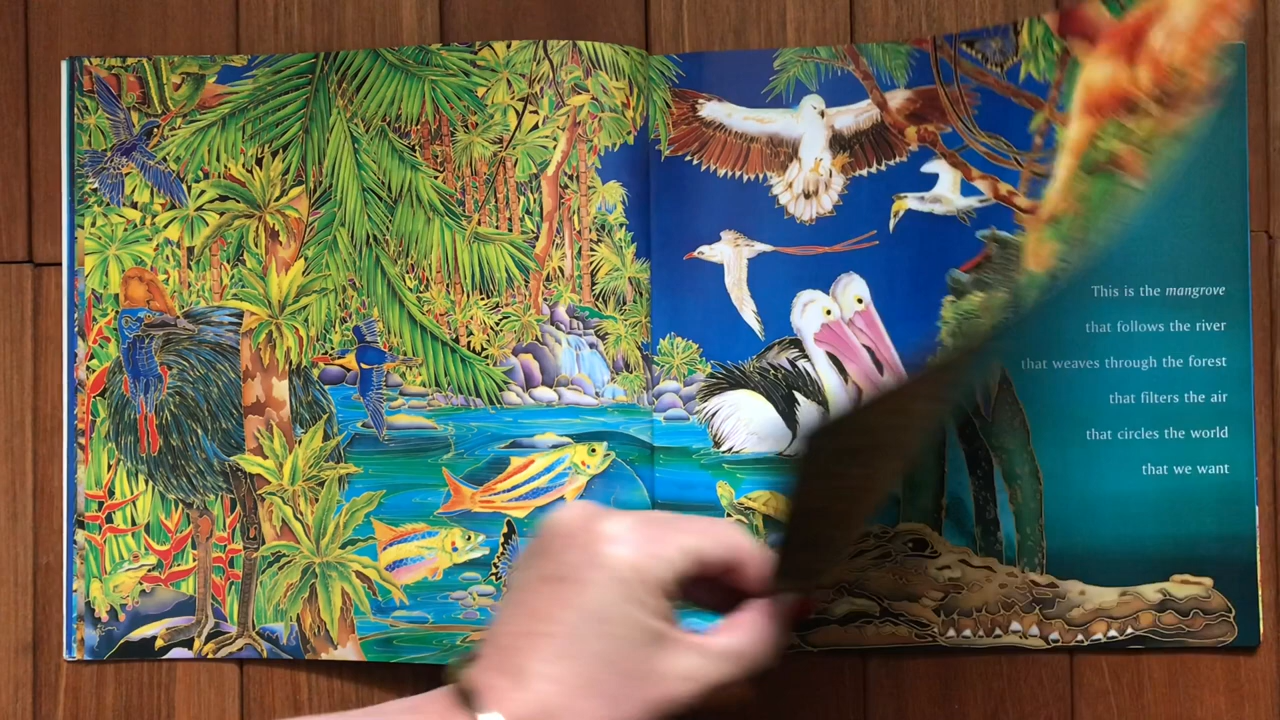 This is the mangrove
that follows the river
that weaves through the forest
that filters the air
that circles the world
that we want